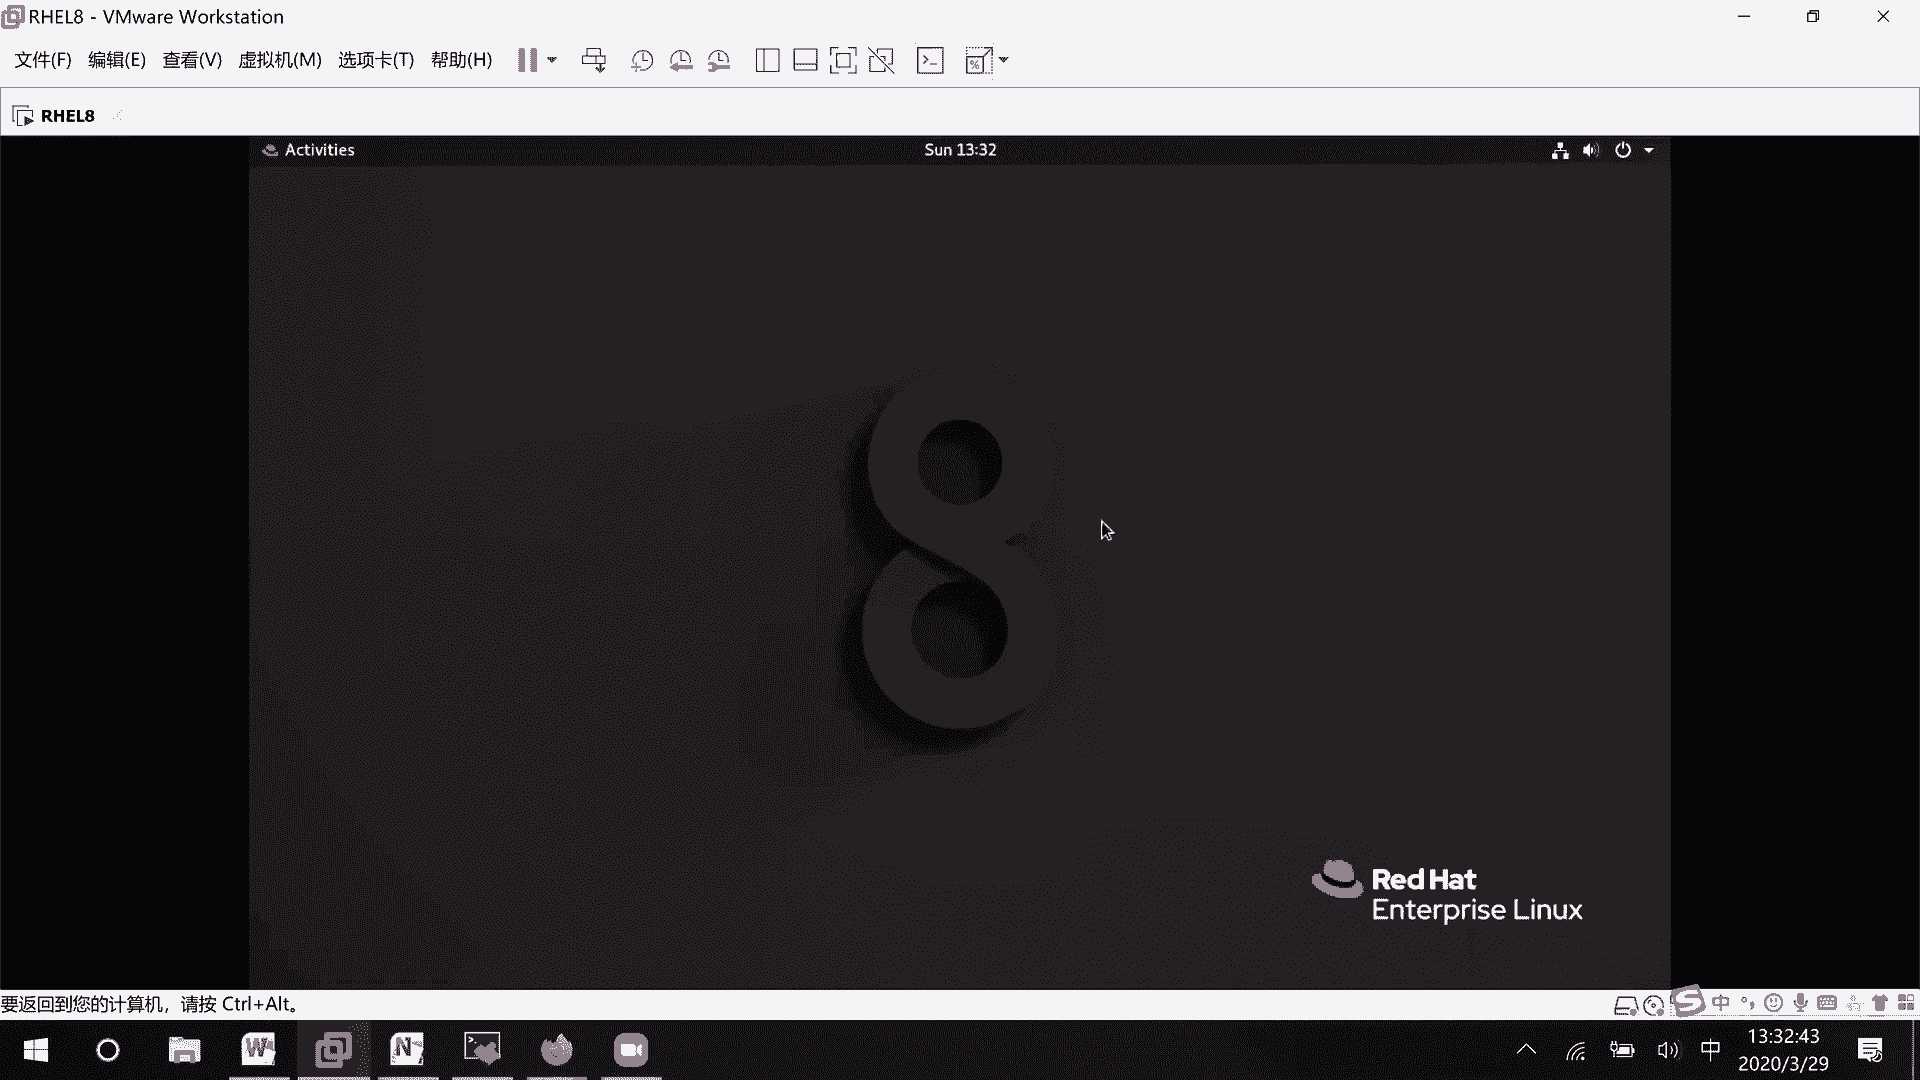 RHEL8 - VMware Workstation
文件(F) 编辑(E) 查看(V) 虚拟机(M) 选项卡(T) 帮助(H)
RHEL8
Activities
Sun 13:32
8
Red Hat
Enterprise Linux
要返回到您的计算机，请按 Ctrl+Alt。
中
中
13:32:43
2020/3/29